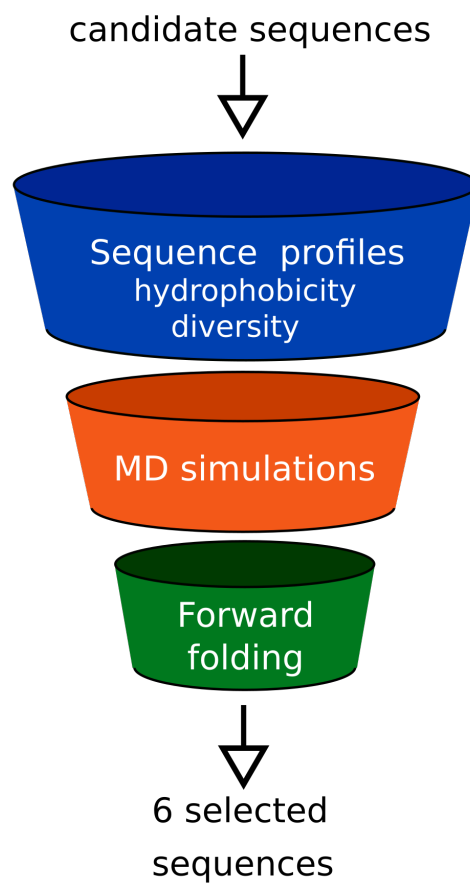 candidate sequences
Sequence profiles
hydrophobicity
diversity
MD simulations
Forward
folding
6 selected
sequences